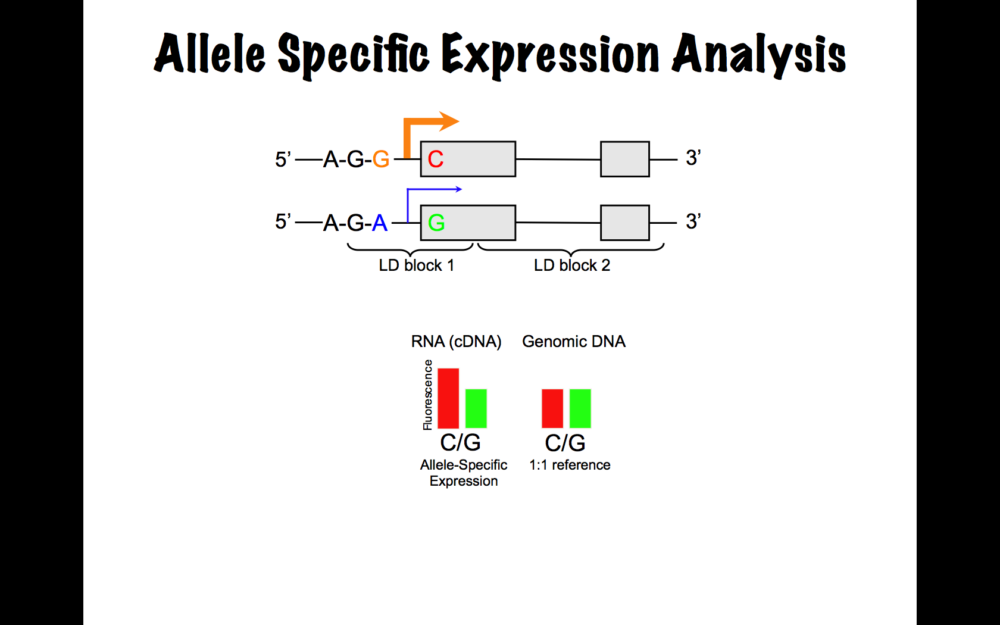 Allele Specific Expression Analysis
5’ A-G-G C 3’
5’ A-G-A G 3’
LD block 1 LD block 2
RNA (cDNA) Genomic DNA
Fluorescence
C/G C/G
Allele-Specific 1:1 reference
Expression